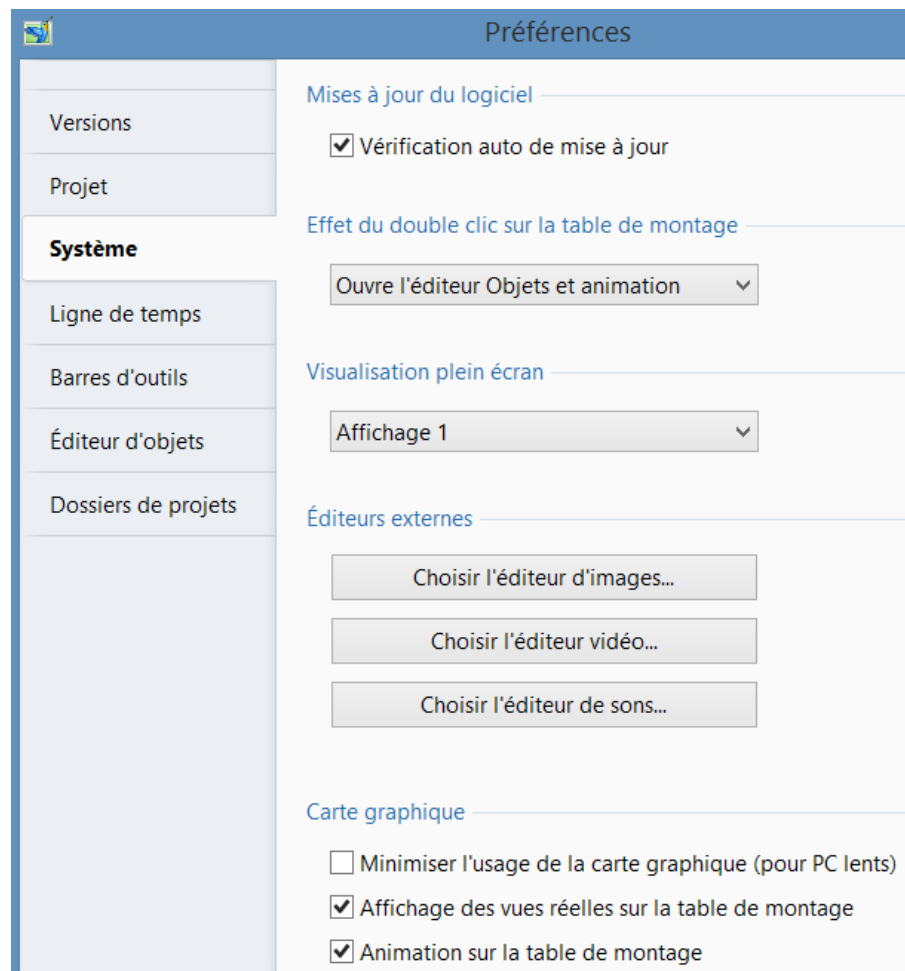 Préférences
Versions
Projet
Système
Ligne de temps
Barres d'outils
Éditeur d'objets
Dossiers de projets
Mises à jour du logiciel
Vérification auto de mise à jour
Effet du double clic sur la table de montage
Ouvre l'éditeur Objets et animation
Visualisation plein écran
Affichage 1
Éditeurs externes
Choisir l'éditeur d'images...
Choisir l'éditeur vidéo...
Choisir l'éditeur de sons...
Carte graphique
Minimiser l'usage de la carte graphique (pour PC lents)
Affichage des vues réelles sur la table de montage
Animation sur la table de montage